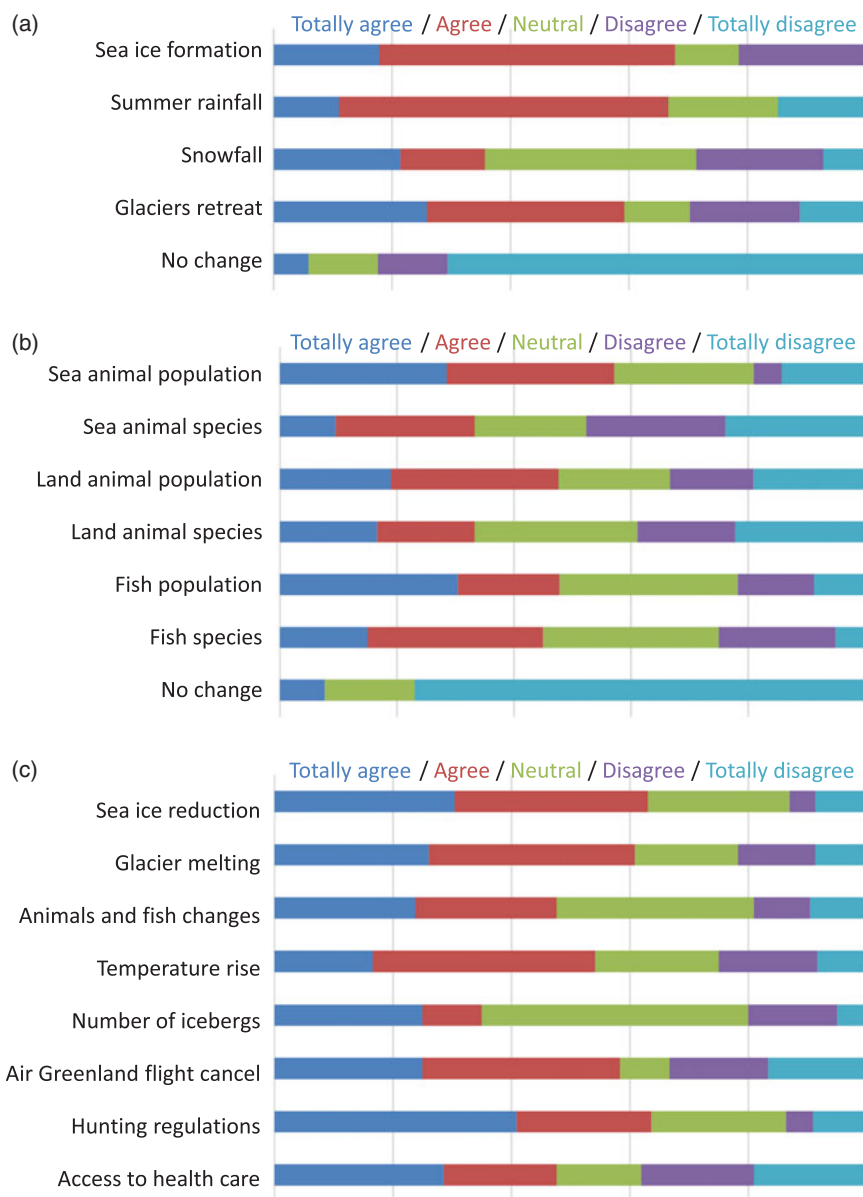 (a)
Totally agree / Agree / Neutral / Disagree / Totally disagree
Sea ice formation
Summer rainfall
Snowfall
Glaciers retreat
No change
(b)
Totally agree / Agree / Neutral / Disagree / Totally disagree
Sea animal population
Sea animal species
Land animal population
Land animal species
Fish population
Fish species
No change
(c)
Totally agree / Agree / Neutral / Disagree / Totally disagree
Sea ice reduction
Glacier melting
Animals and fish changes
Temperature rise
Number of icebergs
Air Greenland flight cancel
Hunting regulations
Access to health care